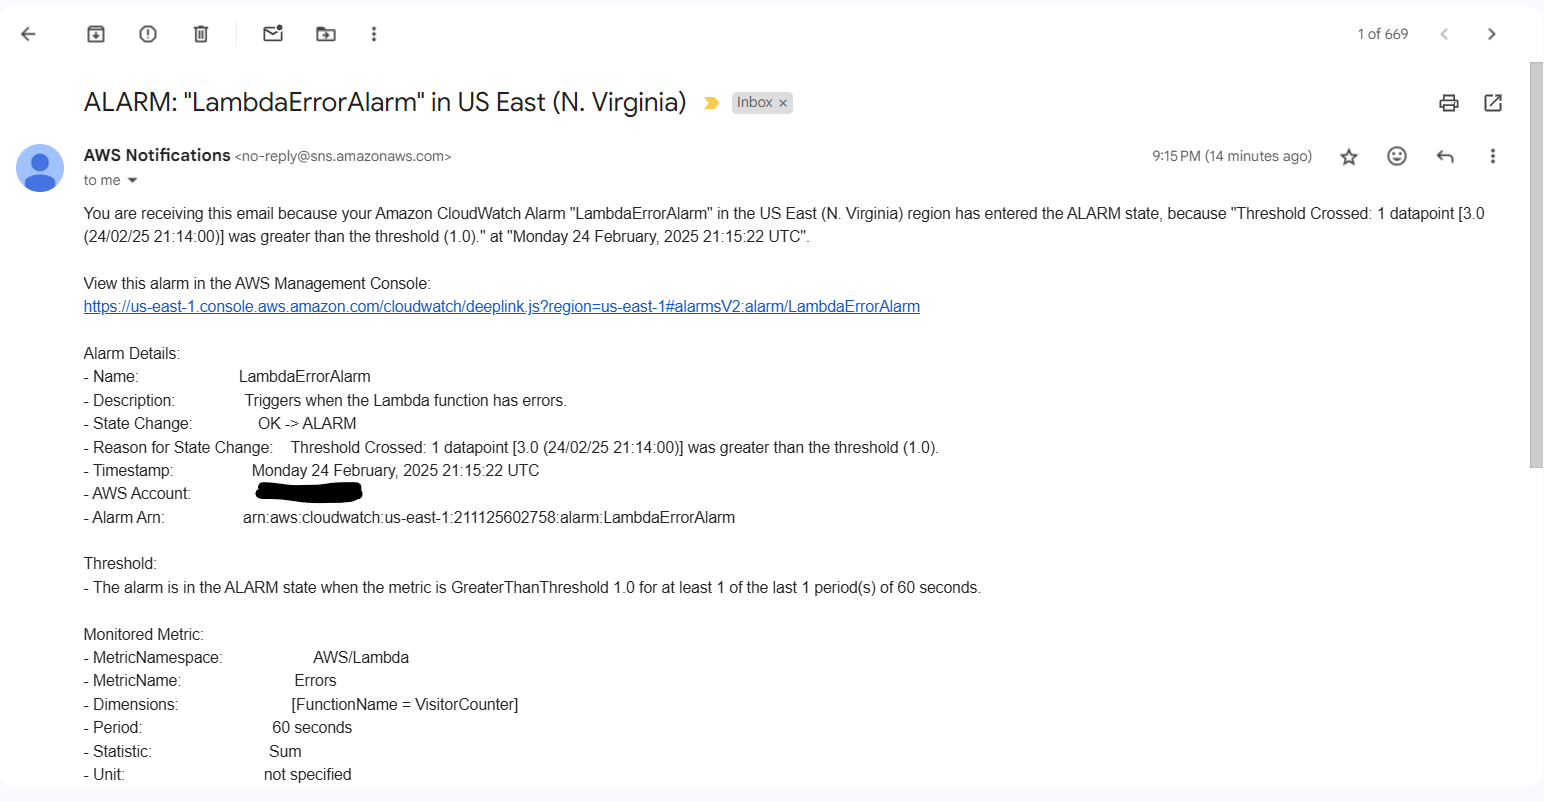 1 of 669
ALARM: "LambdaErrorAlarm" in US East (N. Virginia)
Inbox ×
AWS Notifications <no-reply@sns.amazonaws.com>
9:15 PM (14 minutes ago)
to me
You are receiving this email because your Amazon CloudWatch Alarm "LambdaErrorAlarm" in the US East (N. Virginia) region has entered the ALARM state, because "Threshold Crossed: 1 datapoint [3.0
(24/02/25 21:14:00)] was greater than the threshold (1.0)." at "Monday 24 February, 2025 21:15:22 UTC".
View this alarm in the AWS Management Console:
https://us-east-1.console.aws.amazon.com/cloudwatch/deeplink.js?region=us-east-1#alarmsV2:alarm/LambdaErrorAlarm
Alarm Details:
- Name: LambdaErrorAlarm
- Description: Triggers when the Lambda function has errors.
- State Change: OK -> ALARM
- Reason for State Change: Threshold Crossed: 1 datapoint [3.0 (24/02/25 21:14:00)] was greater than the threshold (1.0).
- Timestamp: Monday 24 February, 2025 21:15:22 UTC
- AWS Account:
- Alarm Arn: arn:aws:cloudwatch:us-east-1:211125602758:alarm:LambdaErrorAlarm
Threshold:
- The alarm is in the ALARM state when the metric is GreaterThanThreshold 1.0 for at least 1 of the last 1 period(s) of 60 seconds.
Monitored Metric:
- MetricNamespace: AWS/Lambda
- MetricName: Errors
- Dimensions: [FunctionName = VisitorCounter]
- Period: 60 seconds
- Statistic: Sum
- Unit: not specified